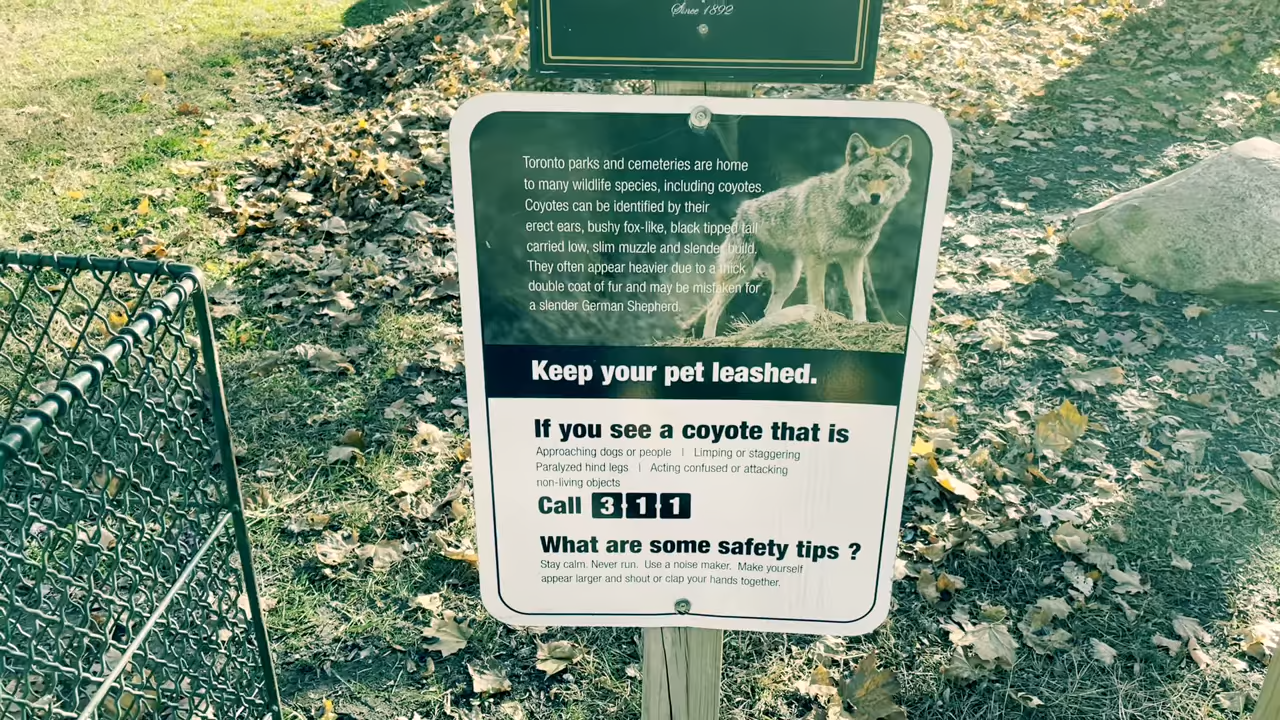 Since 1892
Toronto parks and cemeteries are home
to many wildlife species, including coyotes.
Coyotes can be identified by their
erect ears, bushy fox-like, black tipped tail
carried low, slim muzzle and slender build.
They often appear heavier due to a thick
double coat of fur and may be mistaken for
a slender German Shepherd.
Keep your pet leashed.
If you see a coyote that is
Approaching dogs or people | Limping or staggering
Paralyzed hind legs | Acting confused or attacking
non-living objects
Call 3 1 1
What are some safety tips ?
Stay calm. Never run. Use a noise maker. Make yourself
appear larger and shout or clap your hands together.